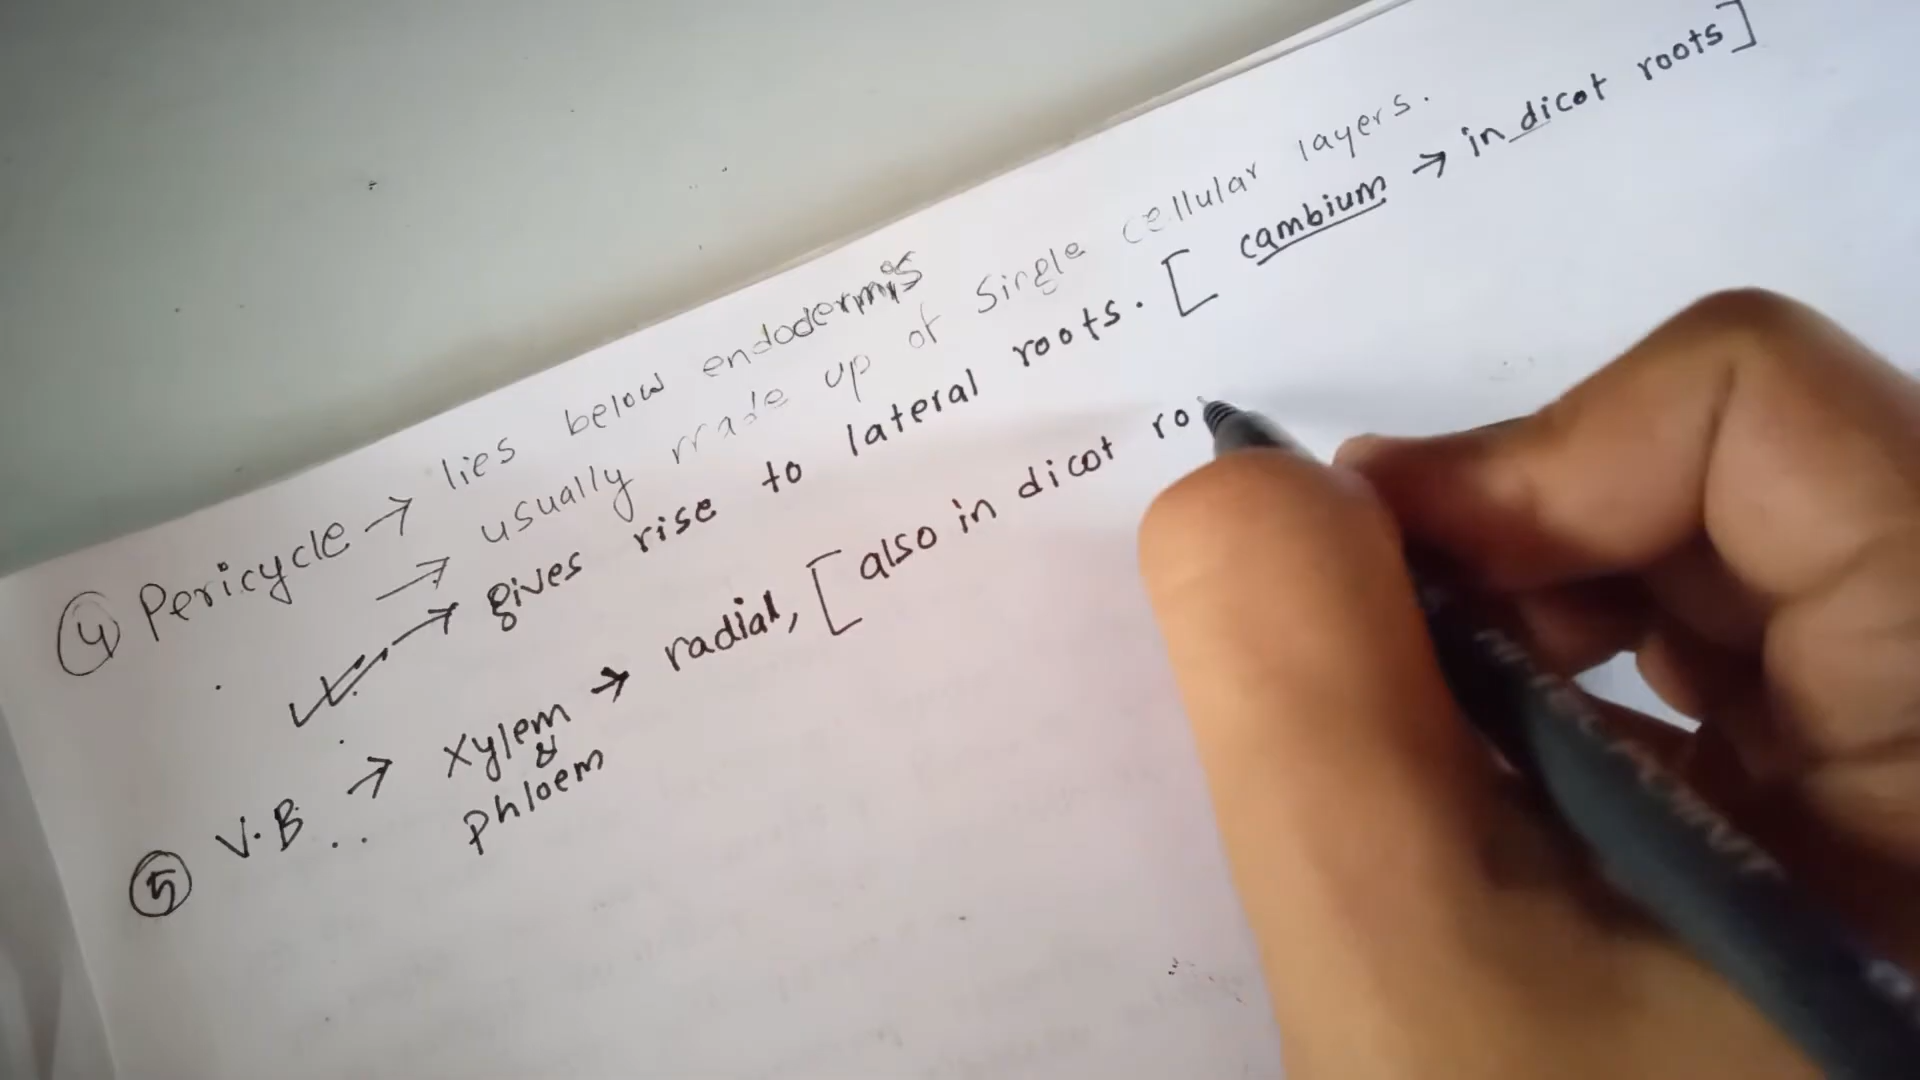 ④ Pericycle → lies below endodermis
→ usually made up of single cellular layers.
→ gives rise to lateral roots. [ cambium → in dicot roots]
⑤ V.B → Xylem & phloem → radial, [also in dicot ro